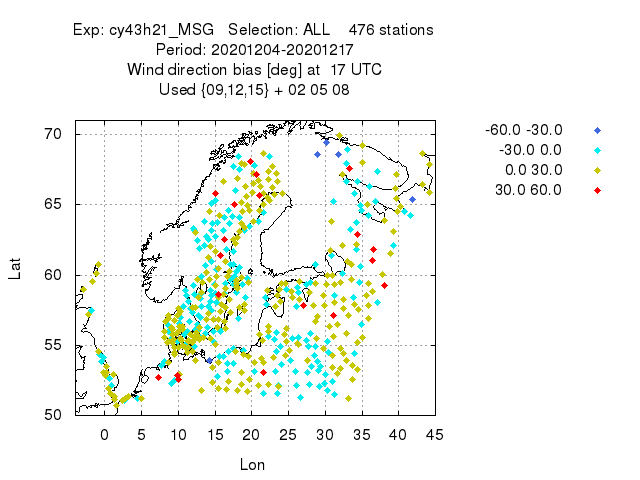 Exp: cy43h21_MSG   Selection: ALL    476 stations
Period: 20201204-20201217
Wind direction bias [deg] at  17 UTC
Used {09,12,15} + 02 05 08
-60.0 -30.0
-30.0 0.0
0.0 30.0
30.0 60.0
70
65
60
55
50
Lat
0 5 10 15 20 25 30 35 40 45
Lon